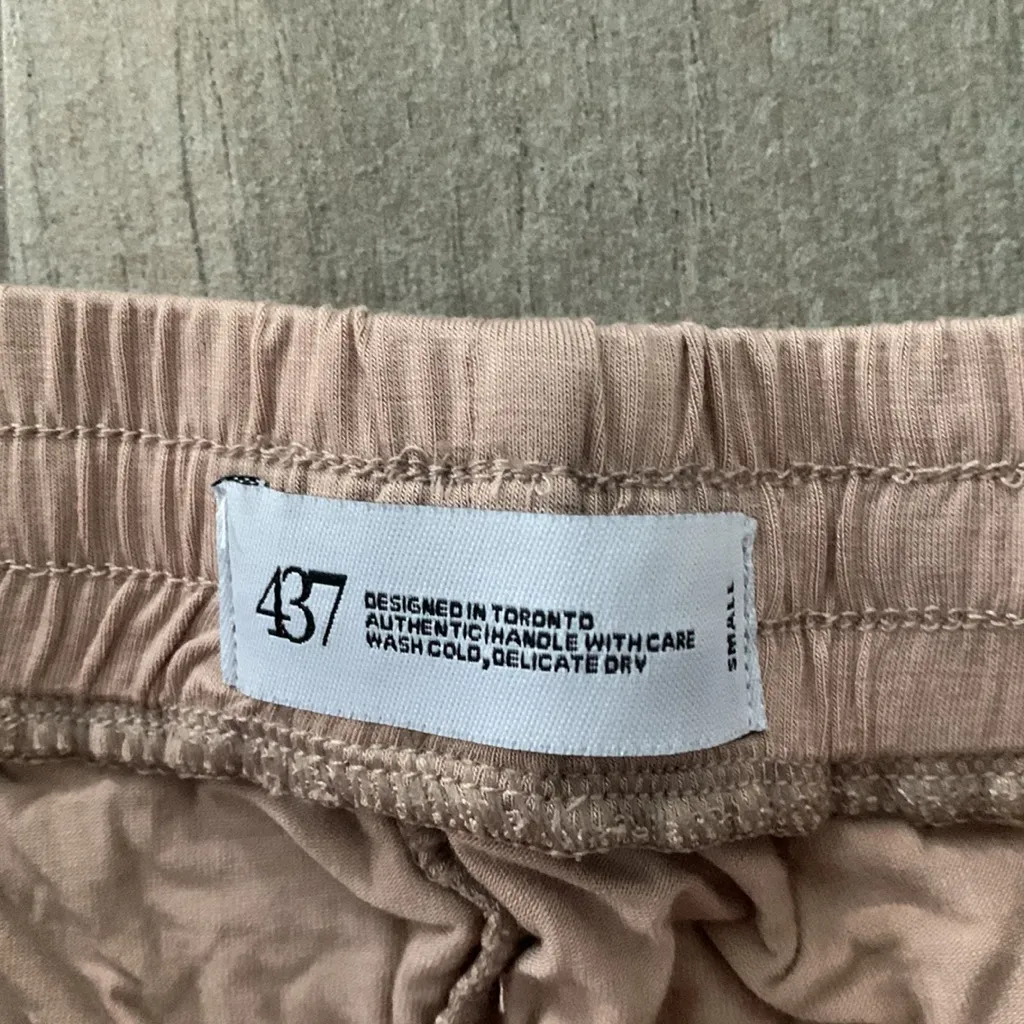 437
DESIGNED IN TORONTO
AUTHENTIC|HANDLE WITH CARE
WASH COLD, DELICATE DRY
SMALL